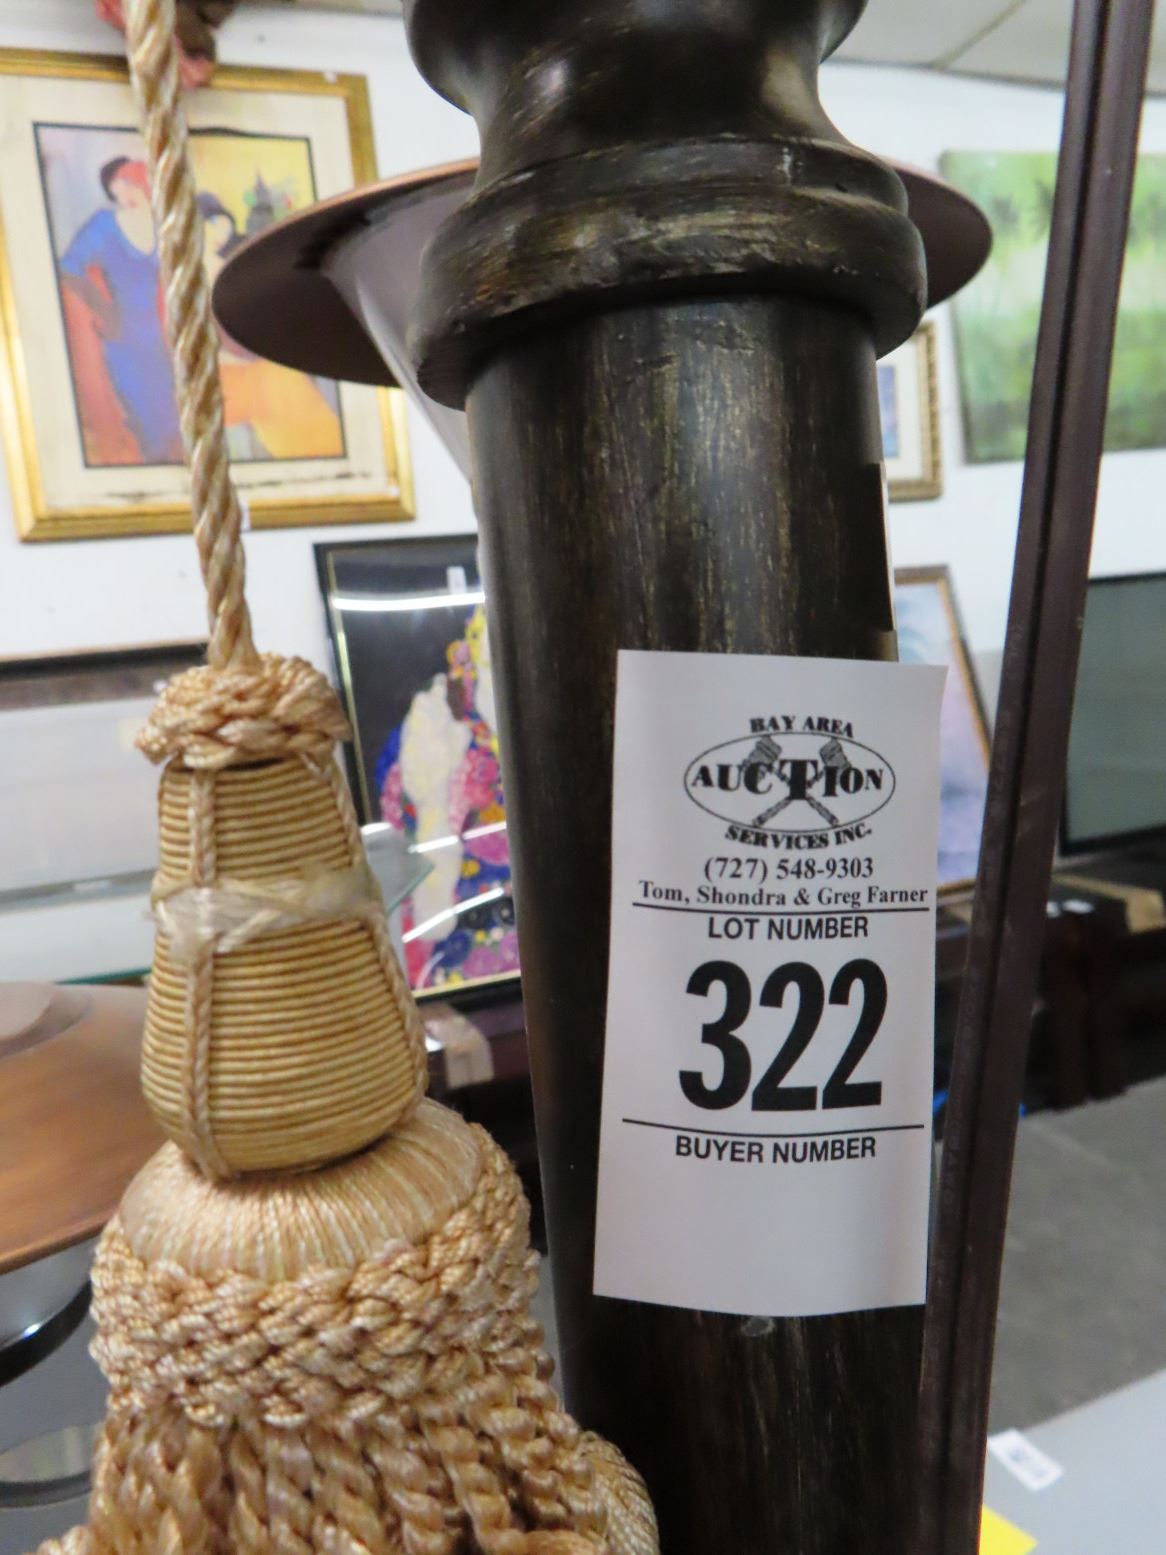 BAY AREA
AUCTION
SERVICES INC.
(727) 548-9303
Tom, Shondra & Greg Farner
LOT NUMBER
322
BUYER NUMBER